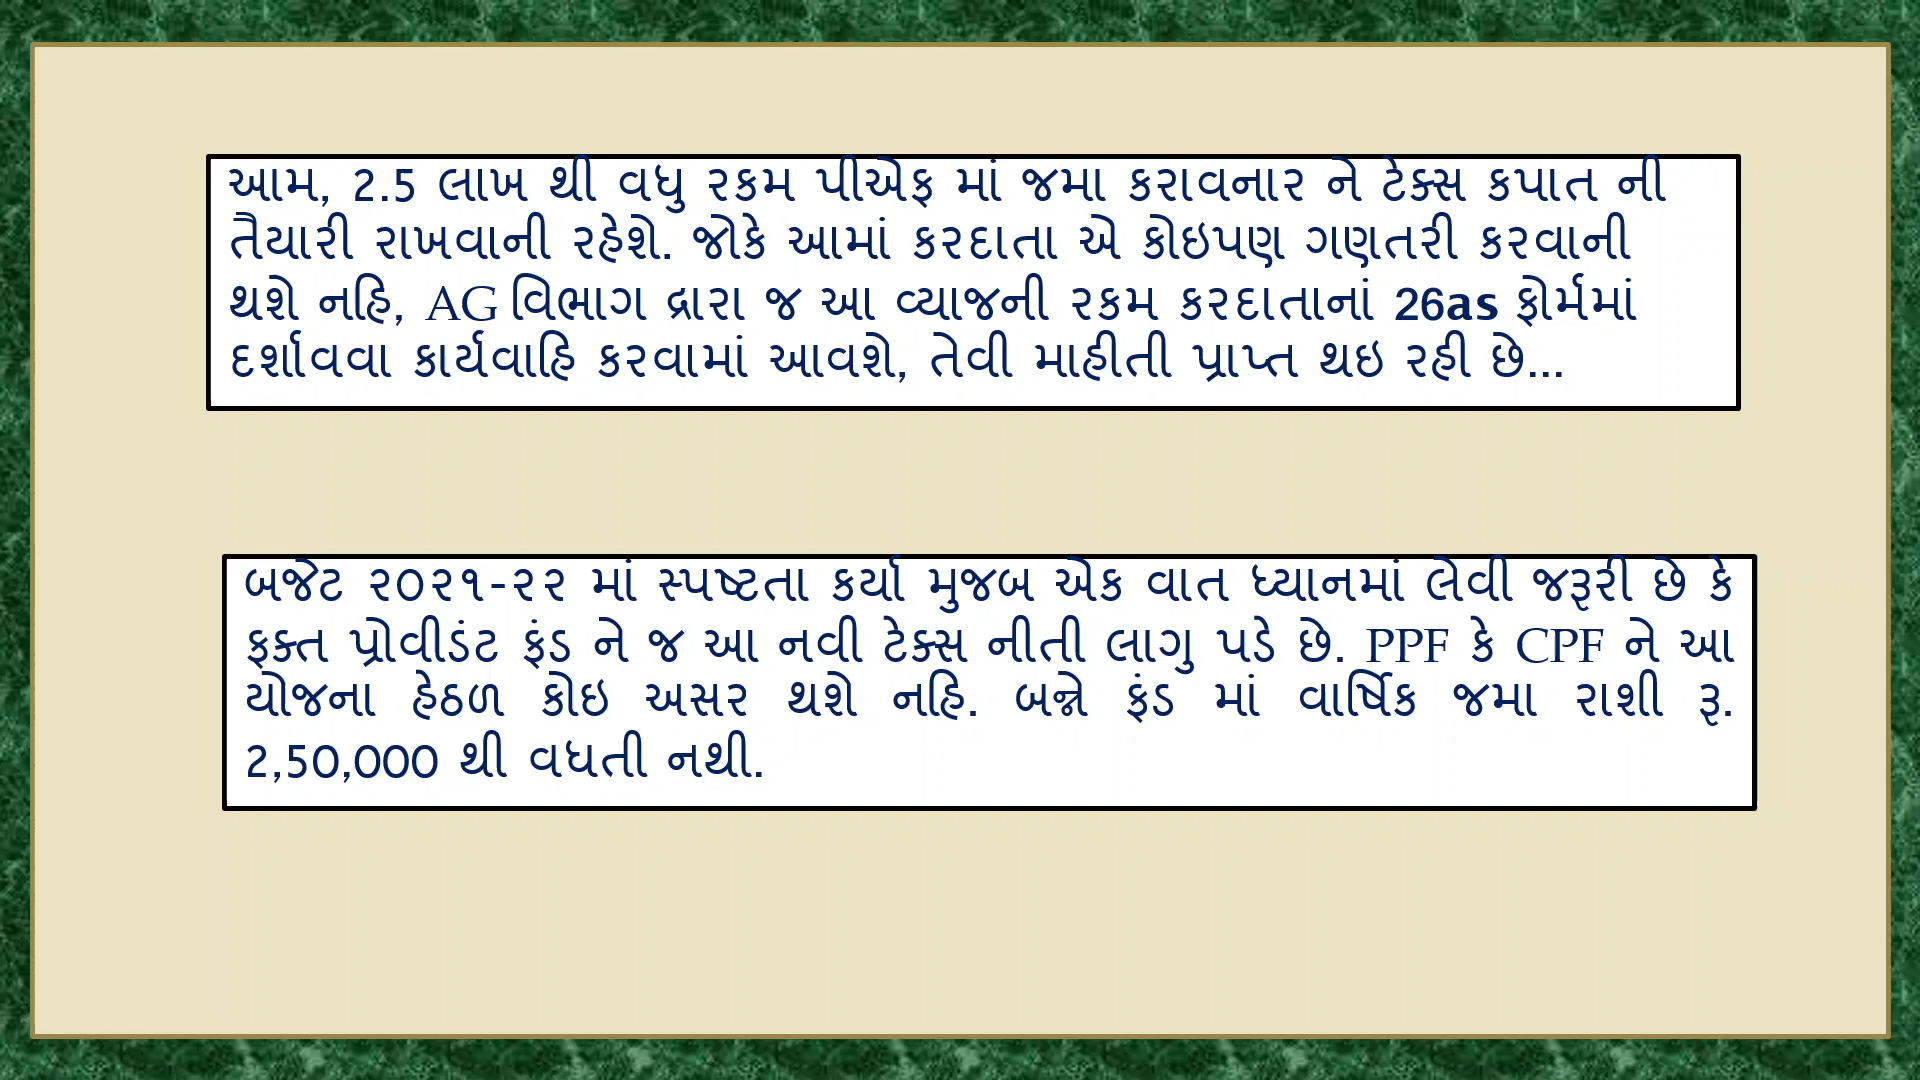 આમ, 2.5 લાખ થી વધુ રકમ પીએફ માં જમા કરાવનાર ને ટેક્સ કપાત ની
તૈયારી રાખવાની રહેશે. જોકે આમાં કરદાતા એ કોઇપણ ગણતરી કરવાની
થશે નહિ, AG વિભાગ દ્રારા જ આ વ્યાજની રકમ કરદાતાનાં 26as ફોર્મમાં
દર્શાવવા કાર્યવાહિ કરવામાં આવશે, તેવી માહીતી પ્રાપ્ત થઇ રહી છે...
બજેટ ૨૦૨૧-૨૨ માં સ્પષ્ટતા કર્યા મુજબ એક વાત ધ્યાનમાં લેવી જરૂરી છે કે
ફક્ત પ્રોવીડંટ ફંડ ને જ આ નવી ટેક્સ નીતી લાગુ પડે છે. PPF કે CPF ને આ
યોજના હેઠળ કોઇ અસર થશે નહિ. બન્ને ફંડ માં વાર્ષિક જમા રાશી રૂ.
2,50,000 થી વધતી નથી.